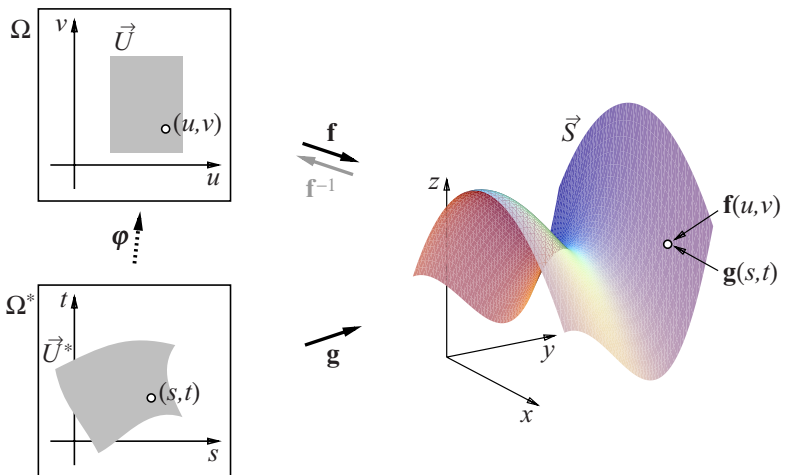 Ω
v
U⃗
(u,v)
u
f
f⁻¹
φ
S⃗
z
f(u,v)
g(s,t)
y
x
Ω*
t
U⃗*
(s,t)
s
g